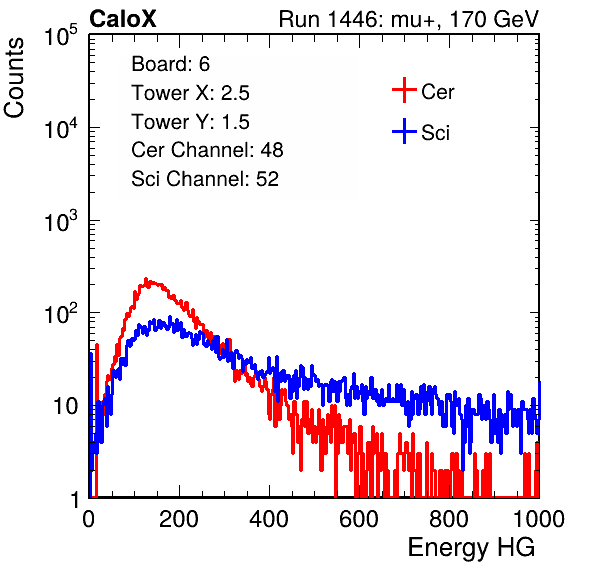 CaloX Run 1446: mu+, 170 GeV
Counts
Board: 6
Tower X: 2.5
Tower Y: 1.5
Cer Channel: 48
Sci Channel: 52
Cer
Sci
10^5
10^4
10^3
10^2
10
1
0 200 400 600 800 1000
Energy HG